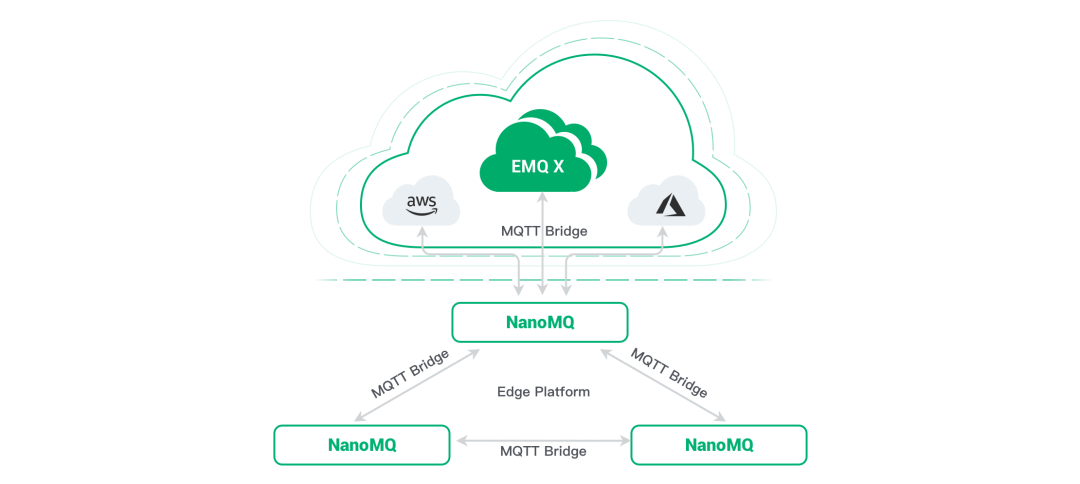 EMQ X
aws
MQTT Bridge
NanoMQ
MQTT Bridge
MQTT Bridge
Edge Platform
NanoMQ
MQTT Bridge
NanoMQ